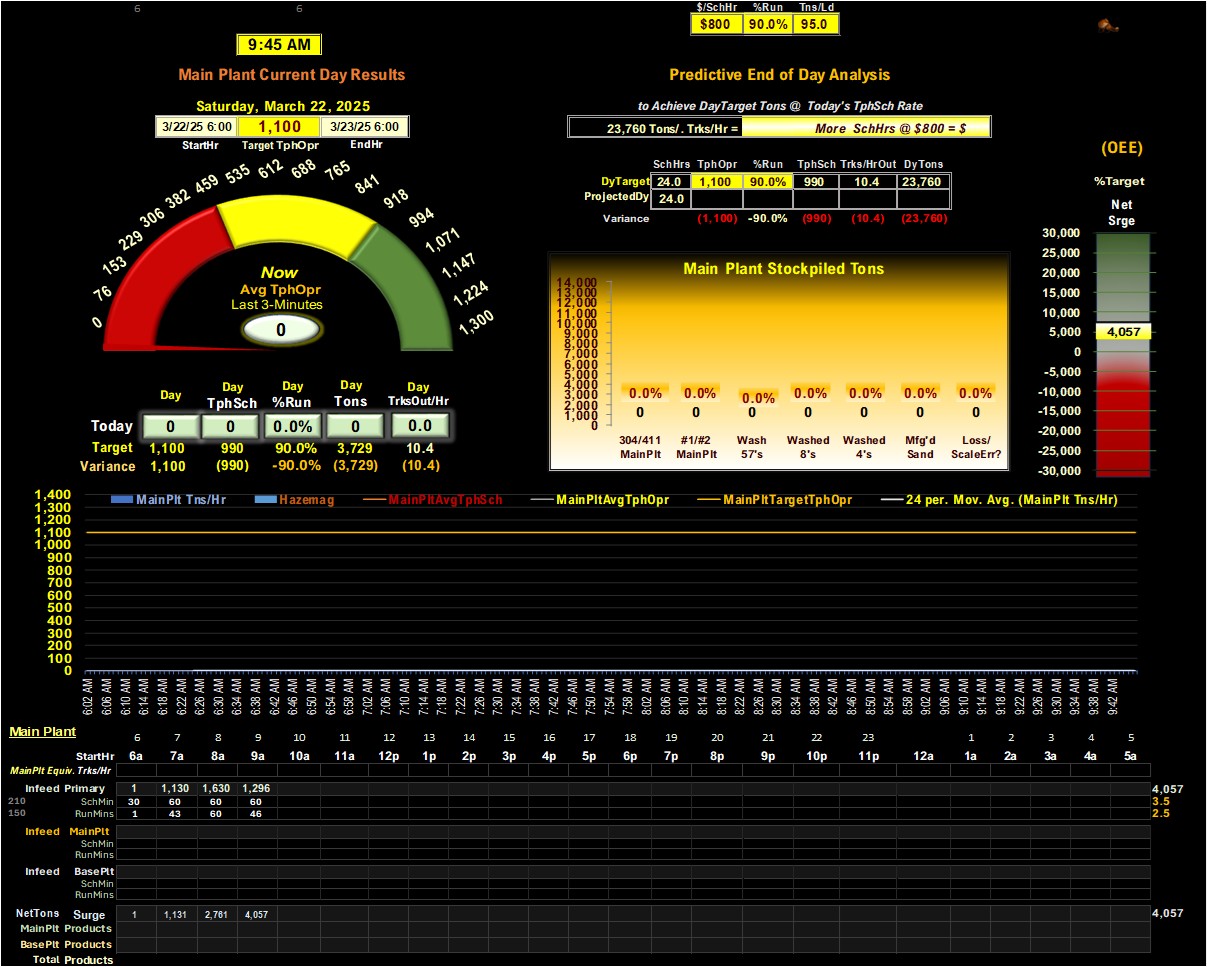 6 6
$/SchHr %Run Tns/Ld
$800 90.0% 95.0
9:45 AM
Main Plant Current Day Results
Saturday, March 22, 2025
3/22/25 6:00 1,100 3/23/25 6:00
StartHr Target TphOpr EndHr
0 76 153 229 306 382 459 535 612 688 765 841 918 994 1,071 1,147 1,224 1,300
Now
Avg TphOpr
Last 3-Minutes
0
Day Day TphSch Day %Run Day Tons Day TrksOut/Hr
Today 0 0 0.0% 0 0.0
Target 1,100 990 90.0% 3,729 10.4
Variance 1,100 (990) -90.0% (3,729) (10.4)
Predictive End of Day Analysis
to Achieve DayTarget Tons @ Today's TphSch Rate
23,760 Tons/. Trks/Hr = More SchHrs @ $800 = $
SchHrs TphOpr %Run TphSch Trks/HrOut DyTons
DyTarget 24.0 1,100 90.0% 990 10.4 23,760
ProjectedDy 24.0
Variance (1,100) -90.0% (990) (10.4) (23,760)
Main Plant Stockpiled Tons
14,000
13,000
12,000
11,000
10,000
9,000
8,000
7,000
6,000
5,000
4,000
3,000
2,000
1,000
0
0.0% 0.0% 0.0% 0.0% 0.0% 0.0% 0.0%
0 0 0 0 0 0 0
304/411 #1/#2 Wash Washed Washed Mfg'd Loss/
MainPlt MainPlt 57's 8's 4's Sand ScaleErr?
(OEE)
%Target
Net
Srge
30,000
25,000
20,000
15,000
10,000
5,000
0
-5,000
-10,000
-15,000
-20,000
-25,000
-30,000
4,057
MainPlt Tns/Hr Hazemag MainPltAvgTphSch MainPltAvgTphOpr MainPltTargetTphOpr 24 per. Mov. Avg. (MainPlt Tns/Hr)
1,400
1,300
1,200
1,100
1,000
900
800
700
600
500
400
300
200
100
0
6:02 AM 6:06 AM 6:10 AM 6:14 AM 6:18 AM 6:22 AM 6:26 AM 6:30 AM 6:34 AM 6:38 AM 6:42 AM 6:46 AM 6:50 AM 6:54 AM 6:58 AM 7:02 AM 7:06 AM 7:10 AM 7:14 AM 7:18 AM 7:22 AM 7:26 AM 7:30 AM 7:34 AM 7:38 AM 7:42 AM 7:46 AM 7:50 AM 7:54 AM 7:58 AM 8:02 AM 8:06 AM 8:10 AM 8:14 AM 8:18 AM 8:22 AM 8:26 AM 8:30 AM 8:34 AM 8:38 AM 8:42 AM 8:46 AM 8:50 AM 8:54 AM 8:58 AM 9:02 AM 9:06 AM 9:10 AM 9:14 AM 9:18 AM 9:22 AM 9:26 AM 9:30 AM 9:34 AM 9:38 AM 9:42 AM
Main Plant
6 7 8 9 10 11 12 13 14 15 16 17 18 19 20 21 22 23 1 2 3 4 5
StartHr 6a 7a 8a 9a 10a 11a 12p 1p 2p 3p 4p 5p 6p 7p 8p 9p 10p 11p 12a 1a 2a 3a 4a 5a
MainPlt Equiv. Trks/Hr
Infeed Primary 1 1,130 1,630 1,296 4,057
210 SchMin 30 60 60 60 3.5
150 RunMins 1 43 60 46 2.5
Infeed MainPlt
SchMin
RunMins
Infeed BasePlt
SchMin
RunMins
NetTons Surge 1 1,131 2,761 4,057 4,057
MainPlt Products
BasePlt Products
Total Products